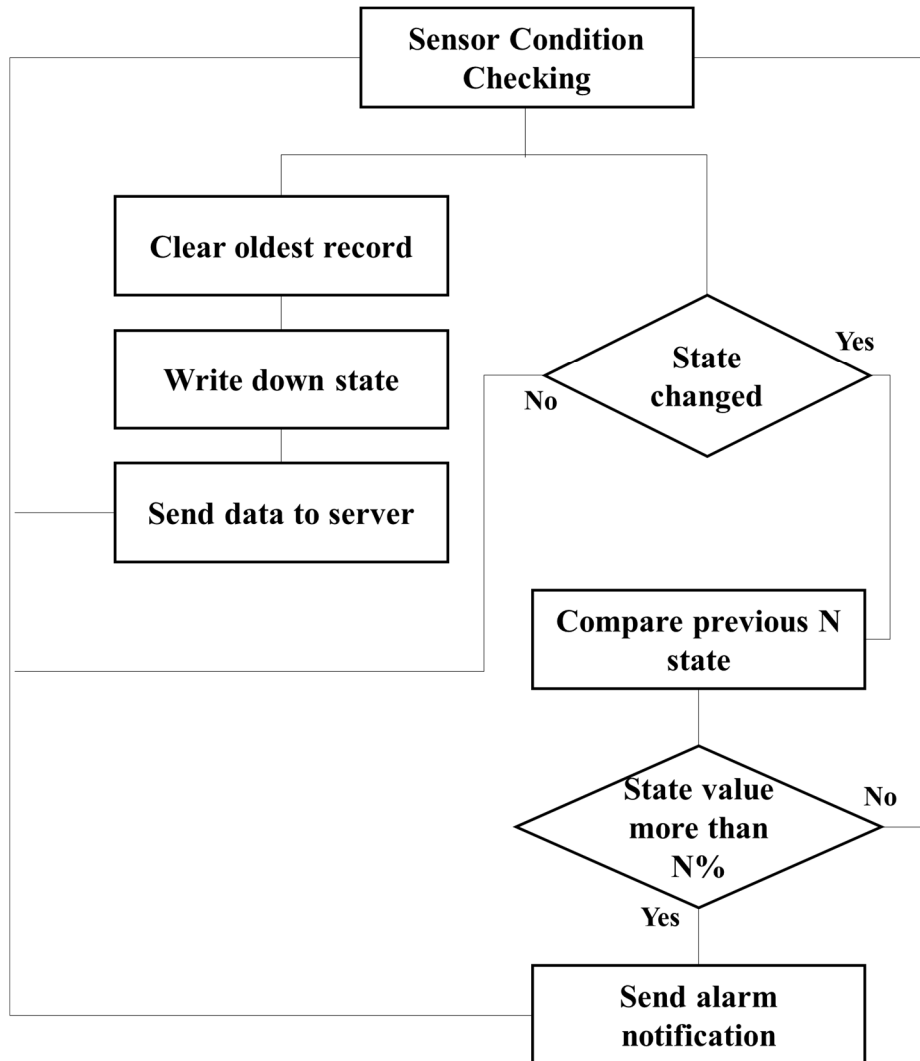 Sensor Condition
Checking
Clear oldest record
Write down state
Send data to server
State
changed
Yes
No
Compare previous N
state
State value
more than
N%
No
Yes
Send alarm
notification